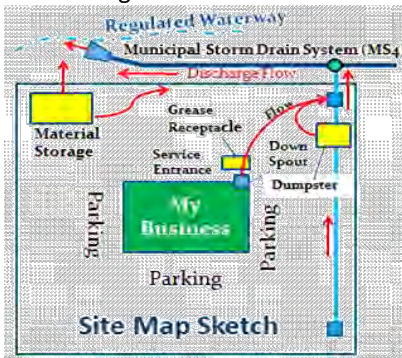 Regulated Waterway
Municipal Storm Drain System (MS4
Discharge Flow
Material
Storage
Grease
Receptacle
Flow
Service
Entrance
Down
Spout
Dumpster
My
Business
Parking
Parking
Parking
Site Map Sketch